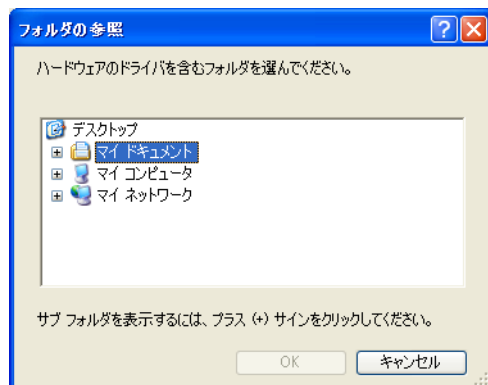 フォルダの参照
ハードウェアのドライバを含むフォルダを選んでください。
デスクトップ
マイ ドキュメント
マイ コンピュータ
マイ ネットワーク
サブ フォルダを表示するには、プラス (+) サインをクリックしてください。
OK キャンセル